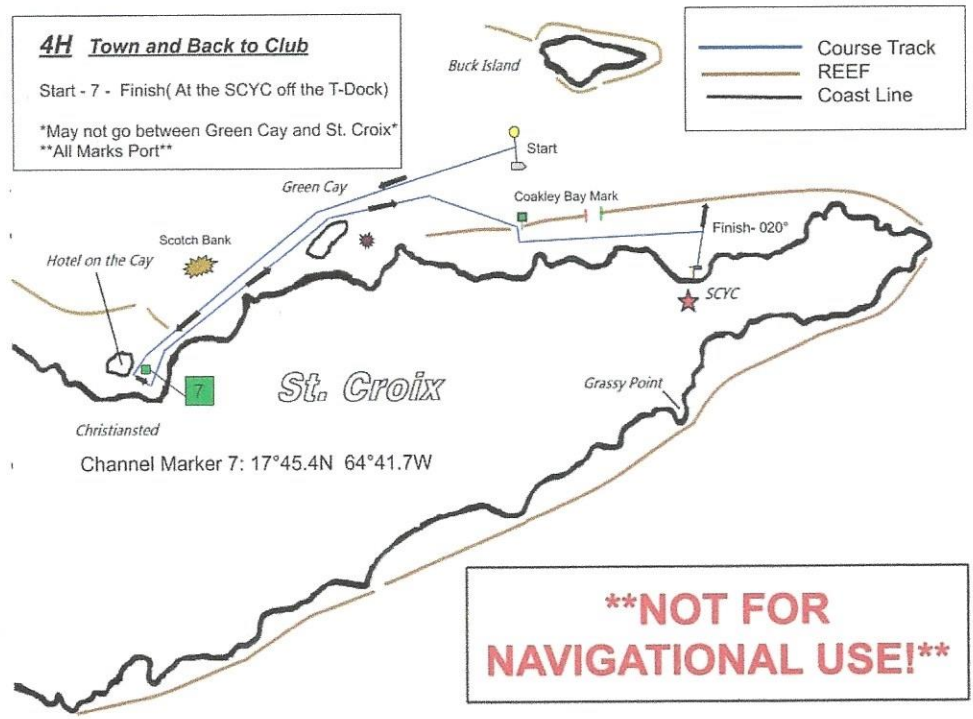 4H Town and Back to Club
Start - 7 - Finish( At the SCYC off the T-Dock)
*May not go between Green Cay and St. Croix*
**All Marks Port**
Buck Island
Course Track
REEF
Coast Line
Start
Green Cay
Coakley Bay Mark
Finish- 020°
Scotch Bank
Hotel on the Cay
SCYC
7
St. Croix
Grassy Point
Christiansted
Channel Marker 7: 17°45.4N 64°41.7W
**NOT FOR
NAVIGATIONAL USE!**